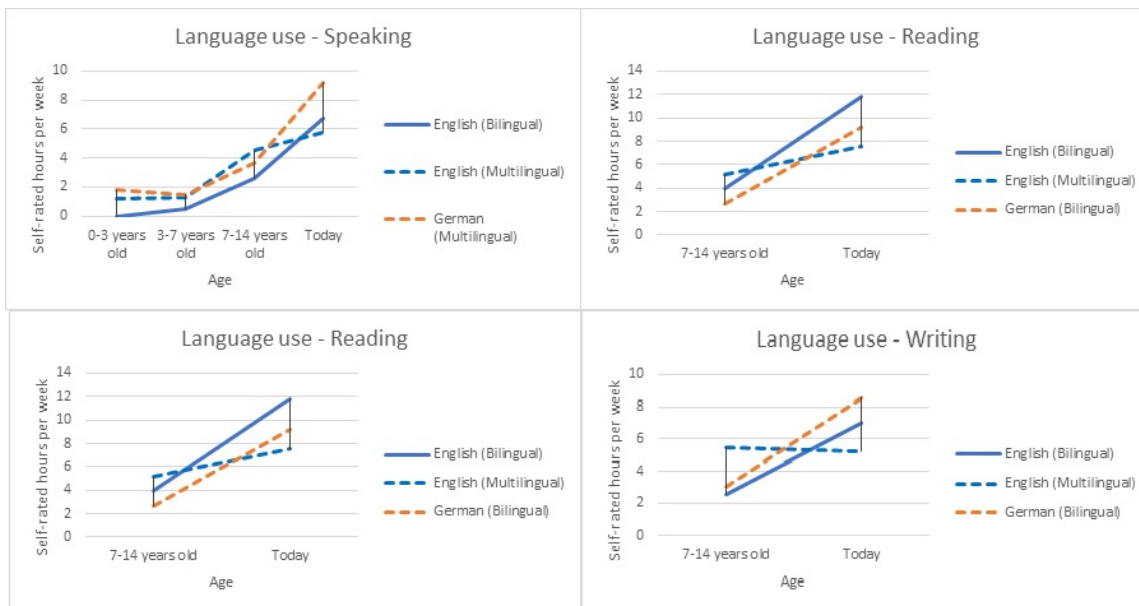 Language use - Speaking
Self-rated hours per week
10
8
6
4
2
0
0-3 years old
3-7 years old
7-14 years old
Today
Age
English (Bilingual)
English (Multilingual)
German (Multilingual)
Language use - Reading
Self-rated hours per week
14
12
10
8
6
4
2
0
7-14 years old
Today
Age
English (Bilingual)
English (Multilingual)
German (Bilingual)
Language use - Reading
Self-rated hours per week
14
12
10
8
6
4
2
0
7-14 years old
Today
Age
English (Bilingual)
English (Multilingual)
German (Bilingual)
Language use - Writing
Self-rated hours per week
10
8
6
4
2
0
7-14 years old
Today
Age
English (Bilingual)
English (Multilingual)
German (Bilingual)